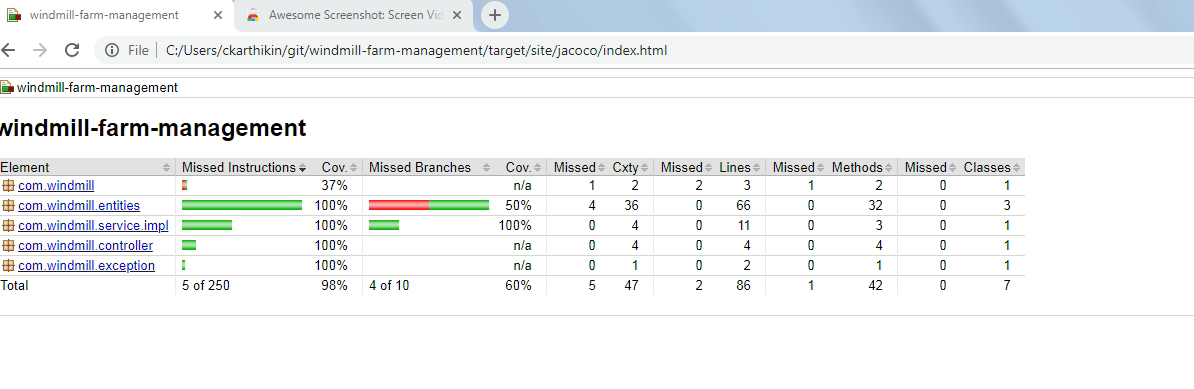 windmill-farm-management
Awesome Screenshot: Screen Vid
File | C:/Users/ckarthikin/git/windmill-farm-management/target/site/jacoco/index.html
windmill-farm-management
windmill-farm-management
Element Missed Instructions Cov. Missed Branches Cov. Missed Cxty Missed Lines Missed Methods Missed Classes
com.windmill 37% n/a 1 2 2 3 1 2 0 1
com.windmill.entities 100% 50% 4 36 0 66 0 32 0 3
com.windmill.service.impl 100% 100% 0 4 0 11 0 3 0 1
com.windmill.controller 100% n/a 0 4 0 4 0 4 0 1
com.windmill.exception 100% n/a 0 1 0 2 0 1 0 1
Total 5 of 250 98% 4 of 10 60% 5 47 2 86 1 42 0 7